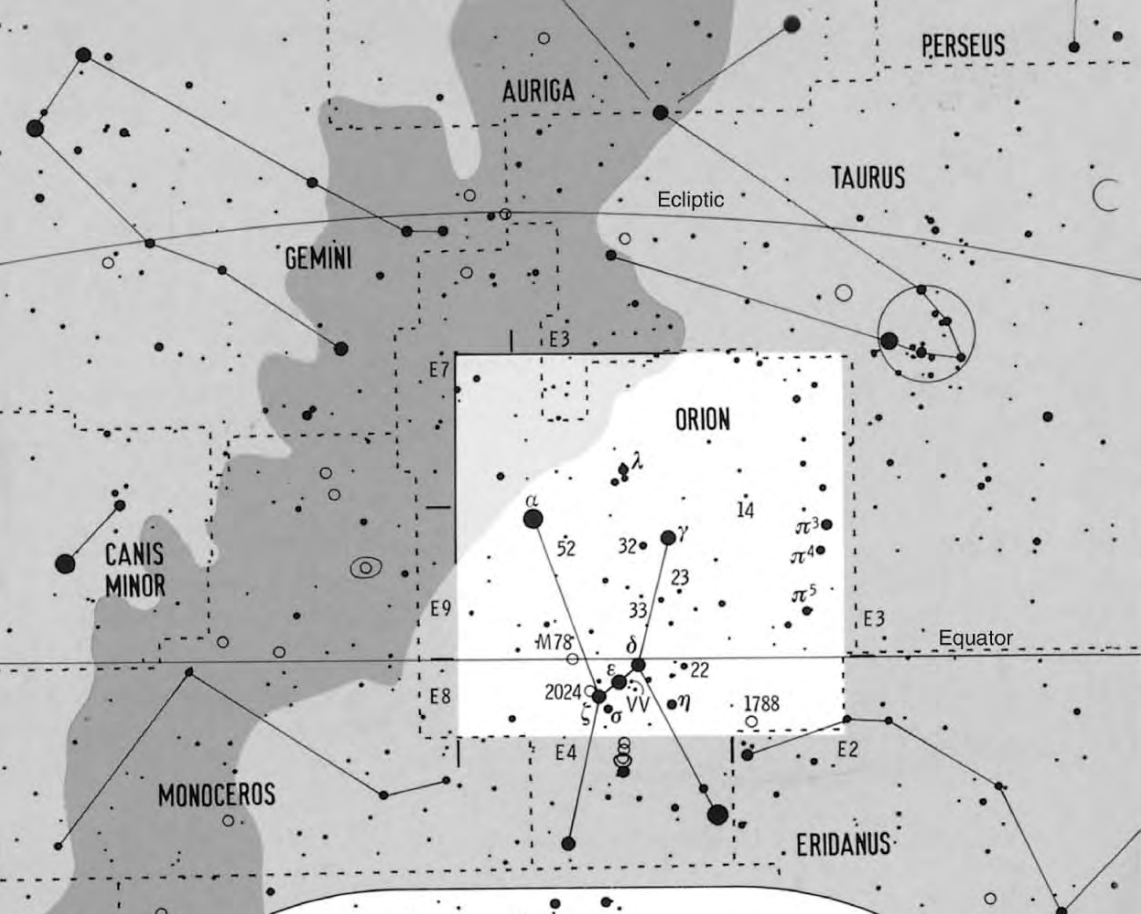 PERSEUS
AURIGA
TAURUS
Ecliptic
GEMINI
E3
E7
ORION
λ
α
14
γ
π³
52
32
π⁴
CANIS
MINOR
23
π⁵
E9
33
E3
M78
δ
Equator
ε
22
E8
2024
VV
η
1788
ζ
σ
E4
E2
MONOCEROS
ERIDANUS